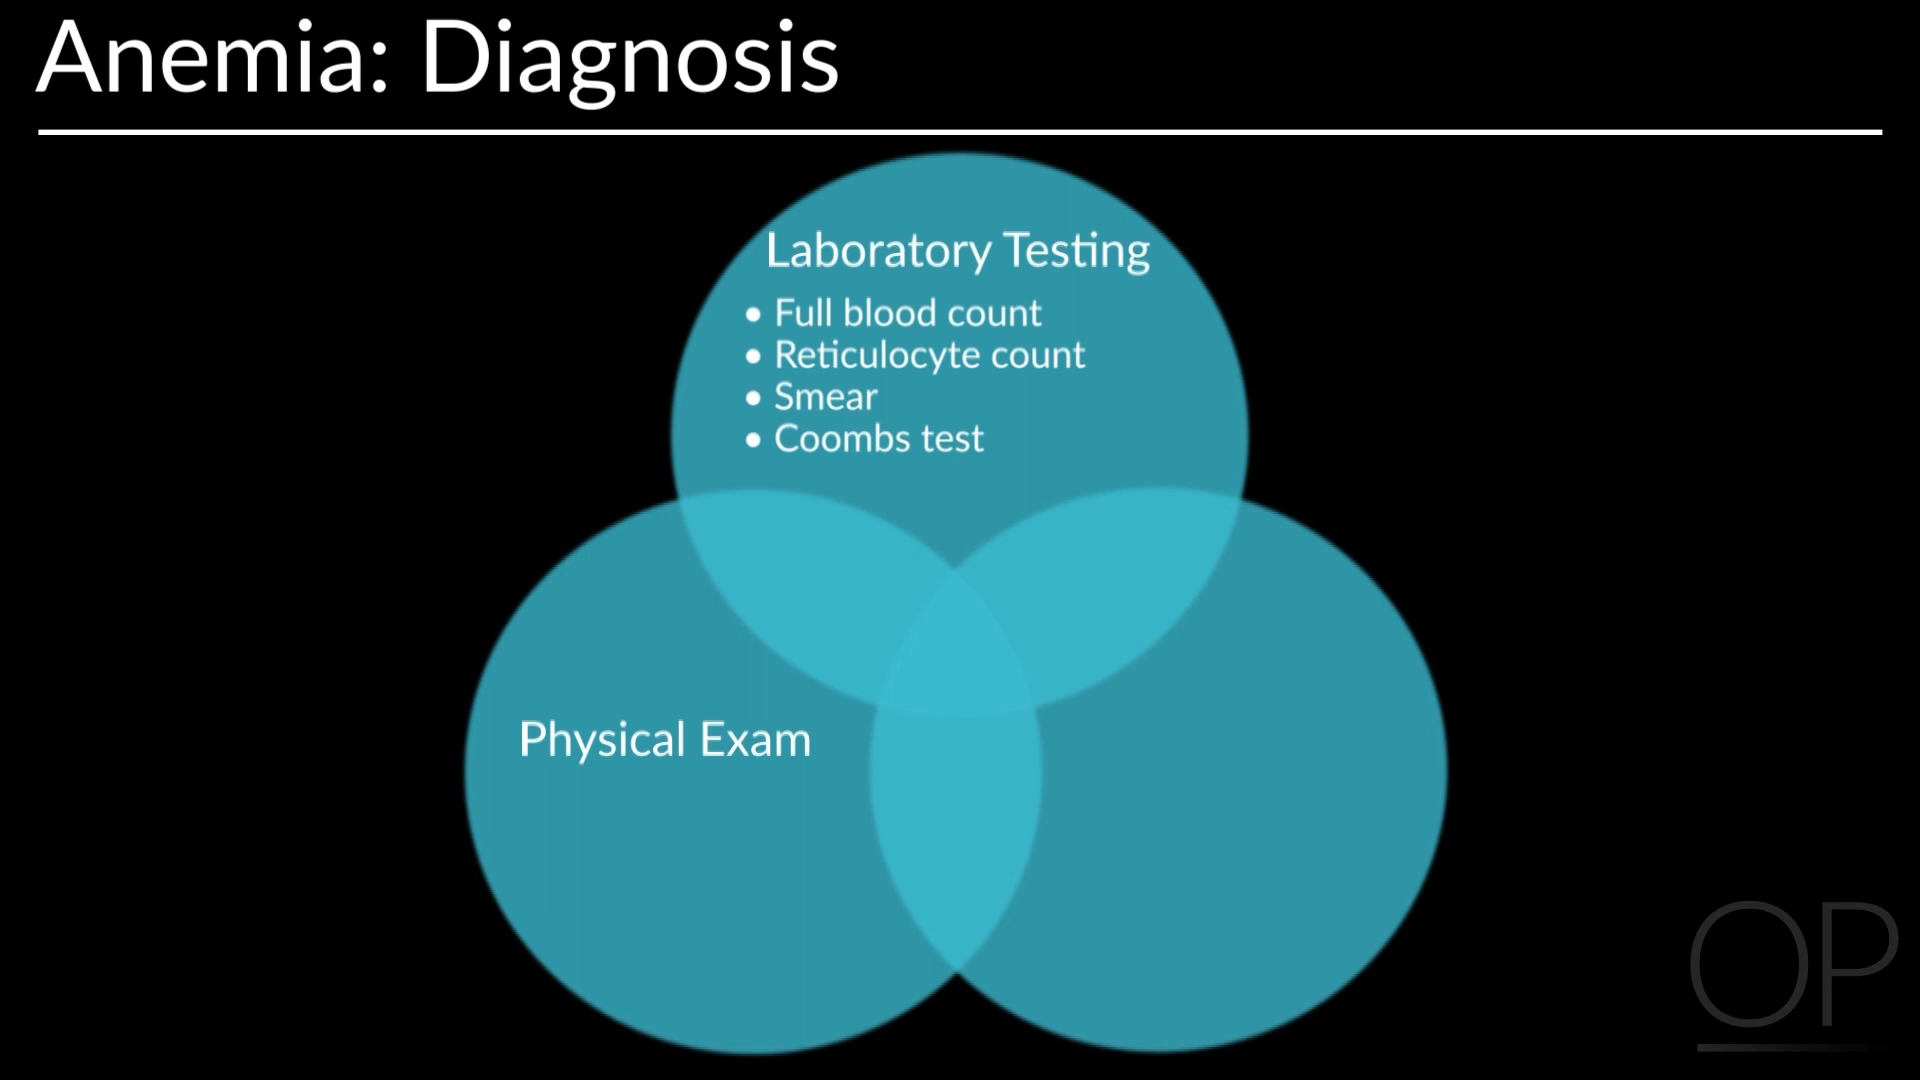 Anemia: Diagnosis
Laboratory Testing
• Full blood count
• Reticulocyte count
• Smear
• Coombs test
Physical Exam
OP